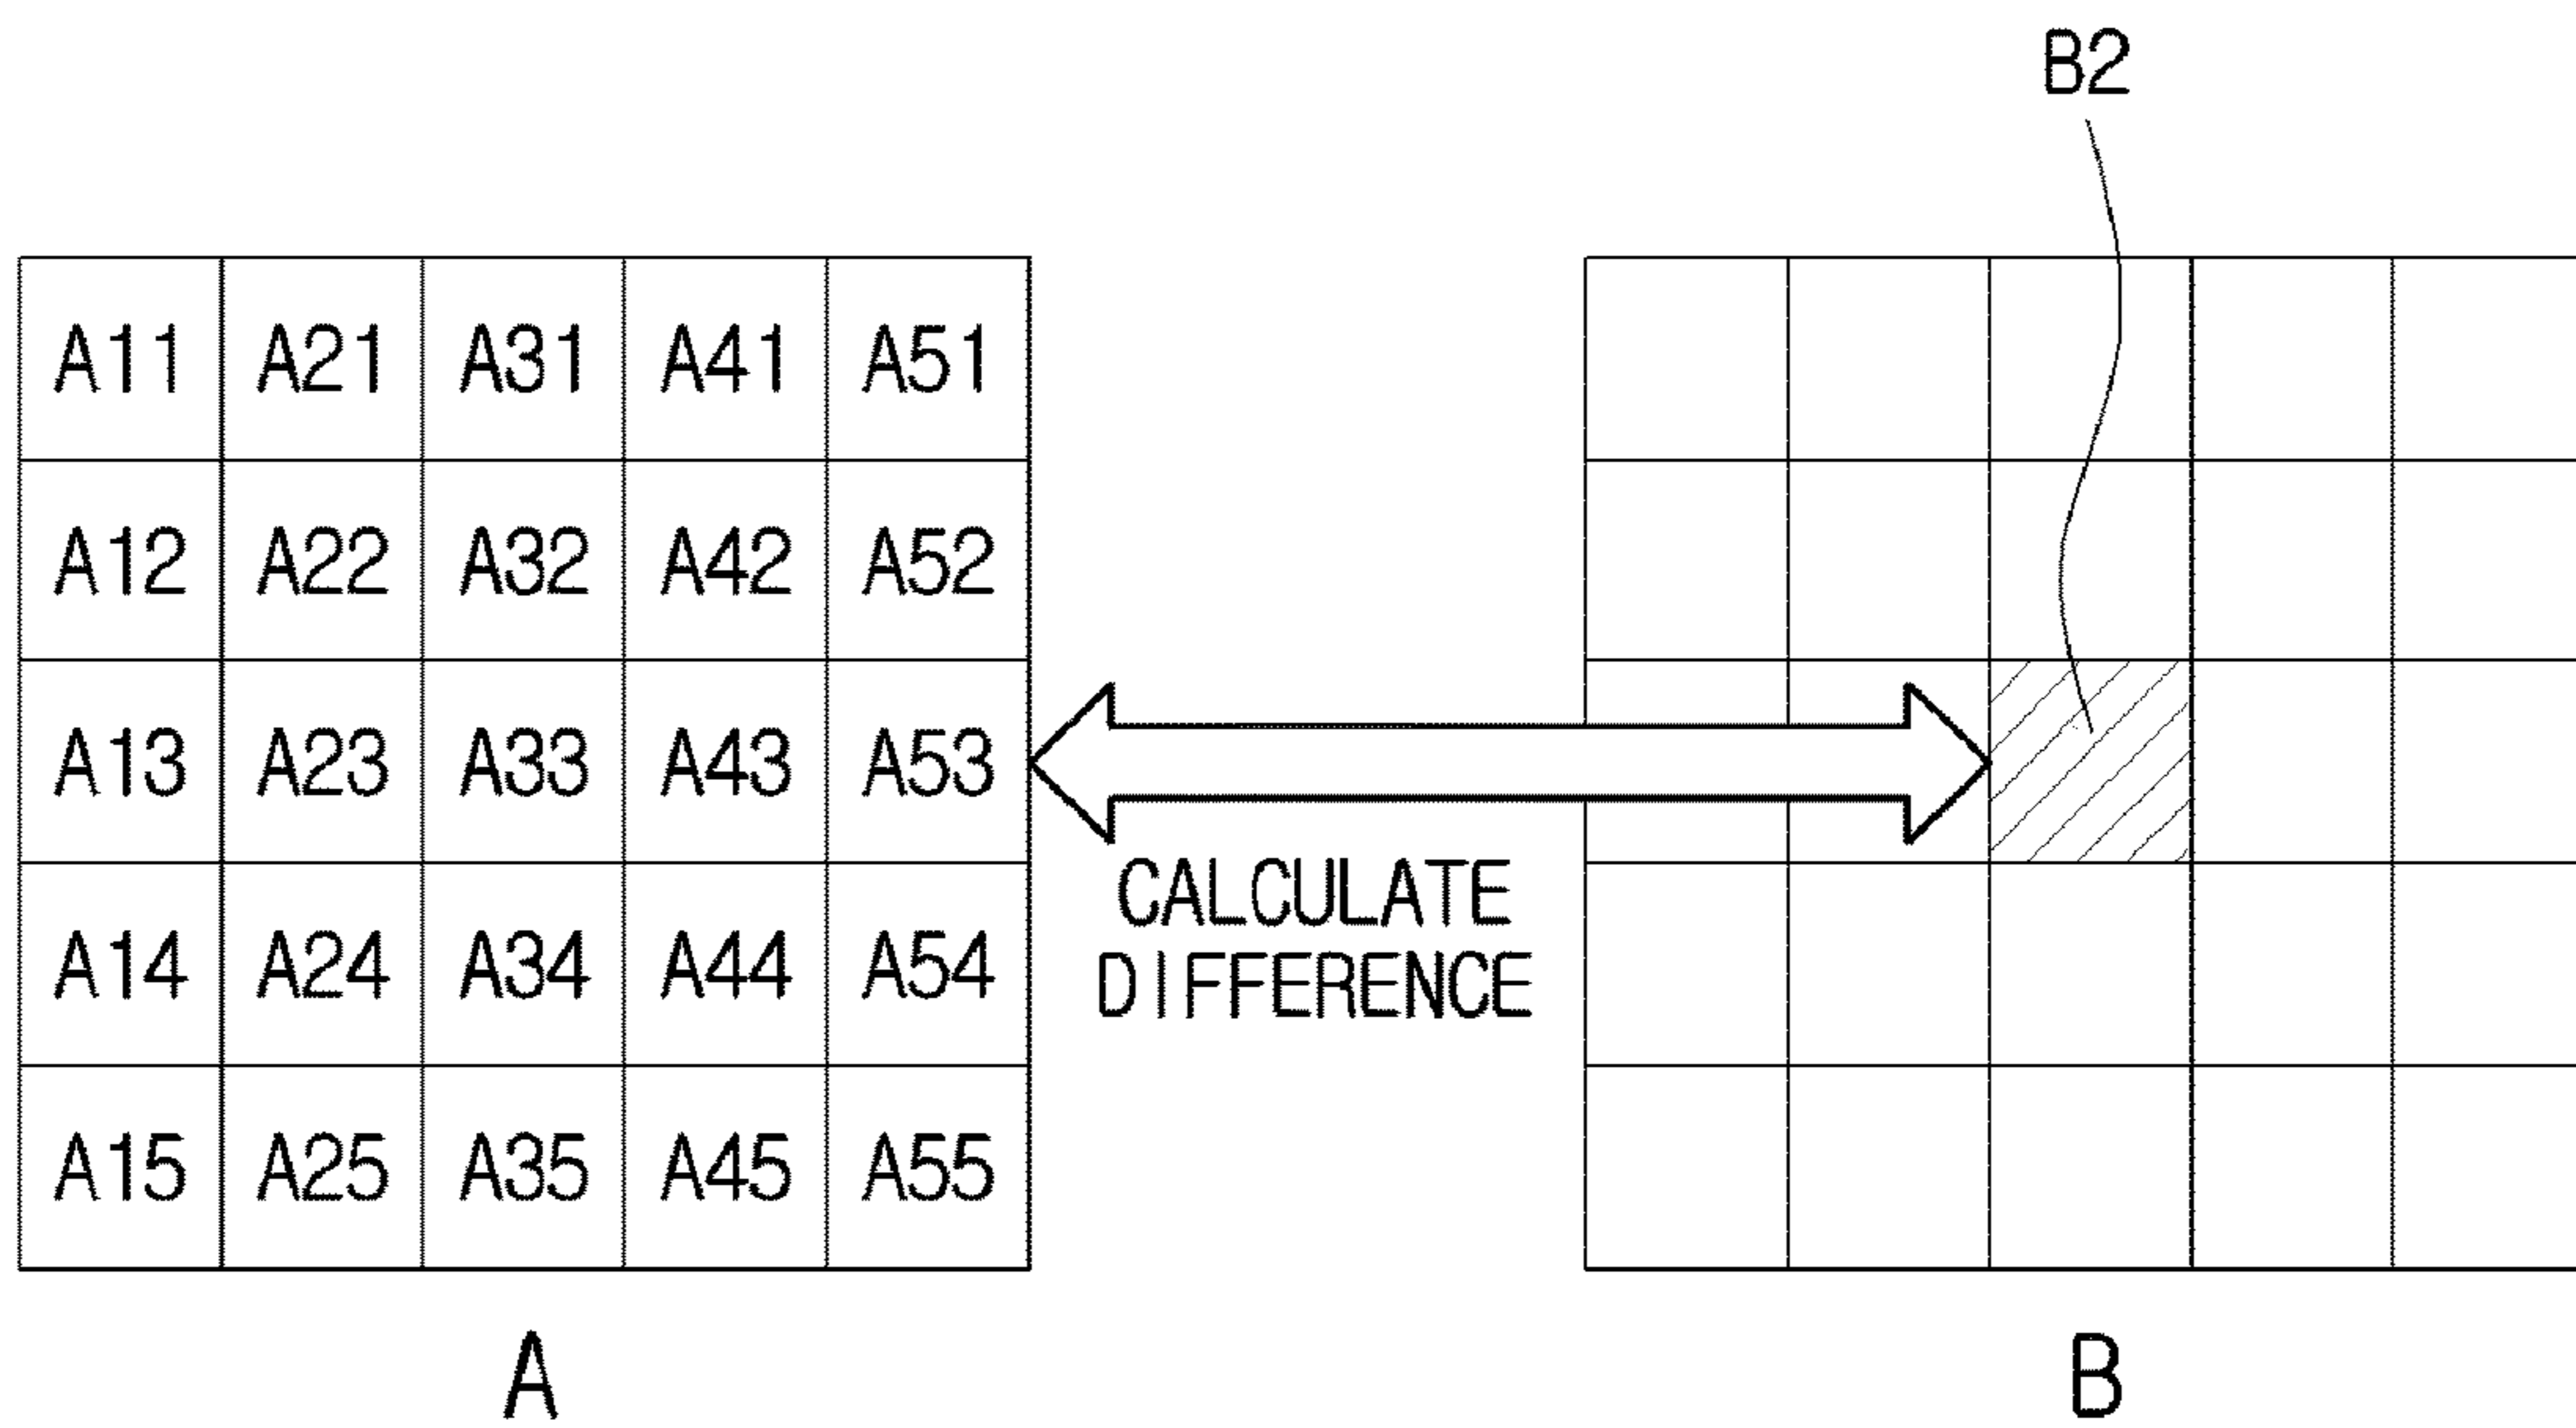 B2
A11 A21 A31 A41 A51
A12 A22 A32 A42 A52
A13 A23 A33 A43 A53
A14 A24 A34 A44 A54
A15 A25 A35 A45 A55
CALCULATE
DIFFERENCE
A
B